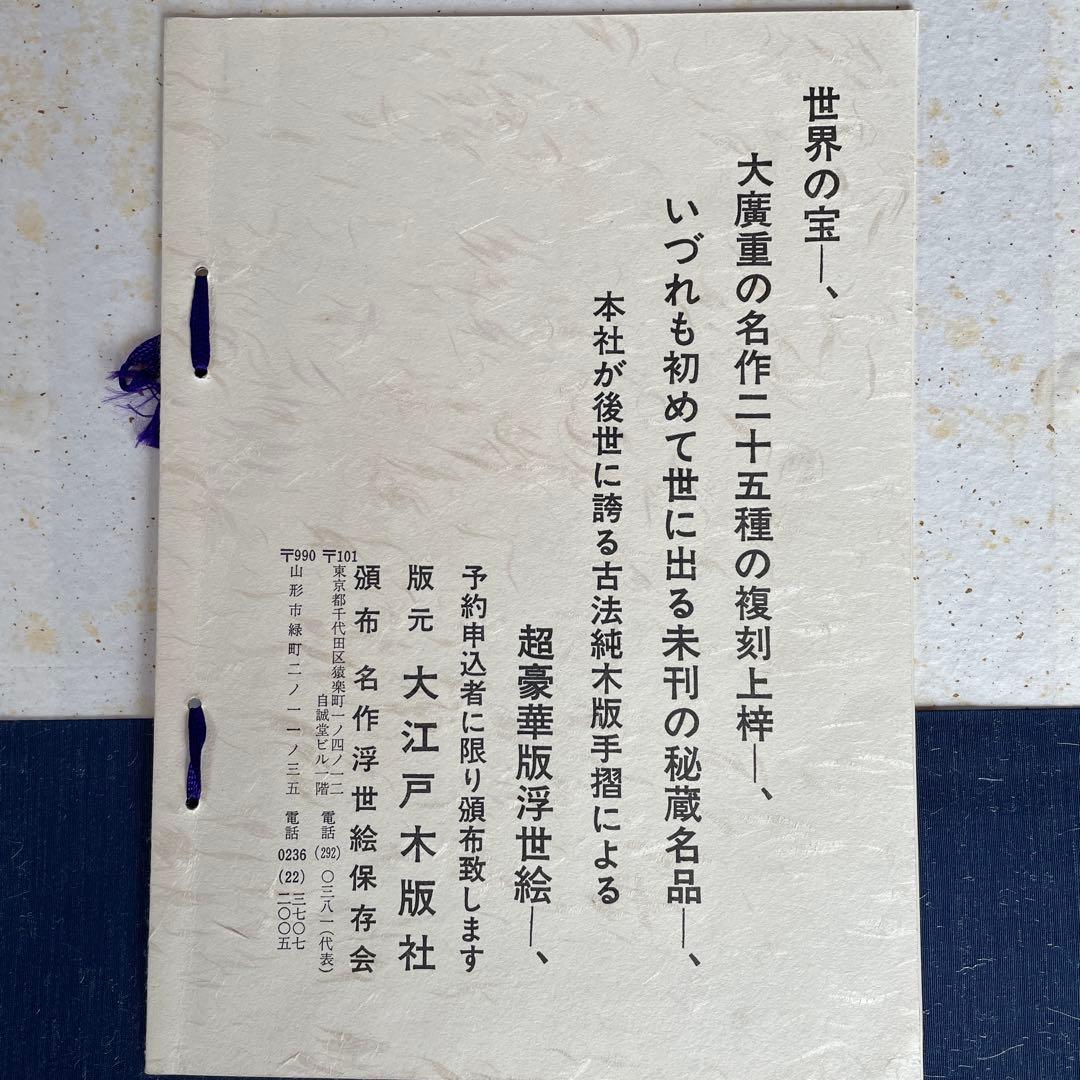 世界の宝―、
大廣重の名作二十五種の複刻上梓―、
いづれも初めて世に出る未刊の秘蔵名品―、
本社が後世に誇る古法純木版手摺による
超豪華版浮世絵―、
予約申込者に限り頒布致します
版元 大江戸木版社
頒布 名作浮世絵保存会
〒101 東京都千代田区猿楽町一ノ四ノ一二
自誠堂ビル一階 電話(292)〇三八一(代表)
〒990 山形市緑町二ノ一一ノ三五 電話0236(22)三七〇七
二〇〇五